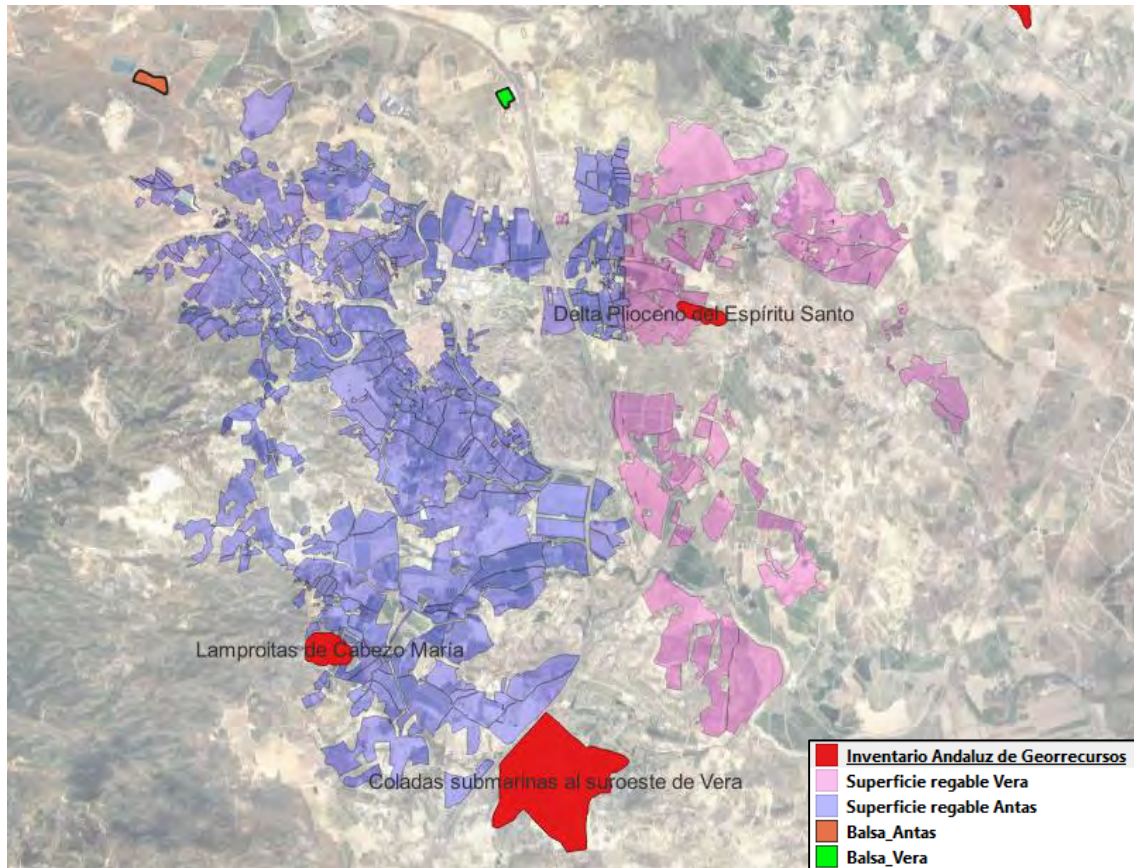 Delta Plioceno del Espíritu Santo
Lamproitas de Cabezo María
Coladas submarinas al suroeste de Vera
Inventario Andaluz de Georrecursos
Superficie regable Vera
Superficie regable Antas
Balsa_Antas
Balsa_Vera